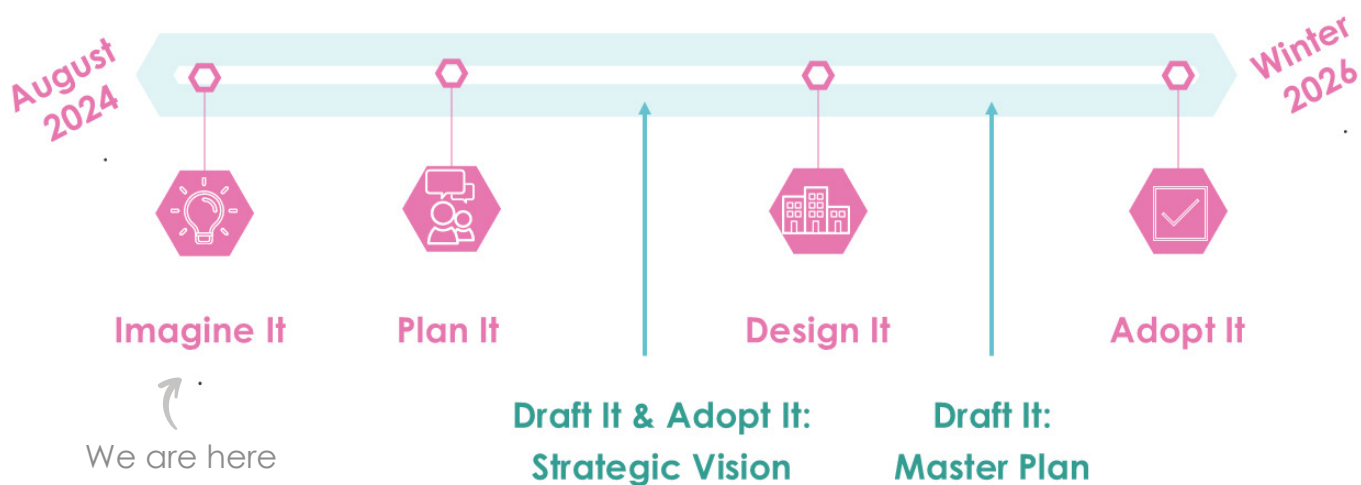 August
2024
Winter
2026
Imagine It
Plan It
Design It
Adopt It
We are here
Draft It & Adopt It:
Strategic Vision
Draft It:
Master Plan